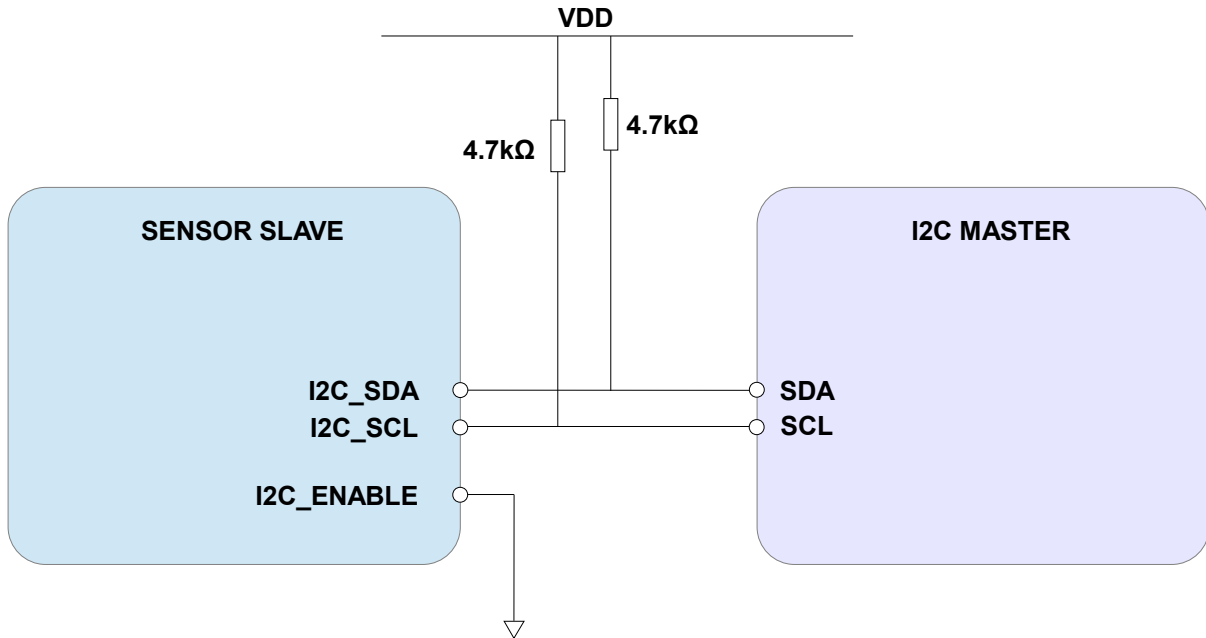 VDD
4.7kΩ
4.7kΩ
SENSOR SLAVE
I2C MASTER
I2C_SDA
SDA
I2C_SCL
SCL
I2C_ENABLE